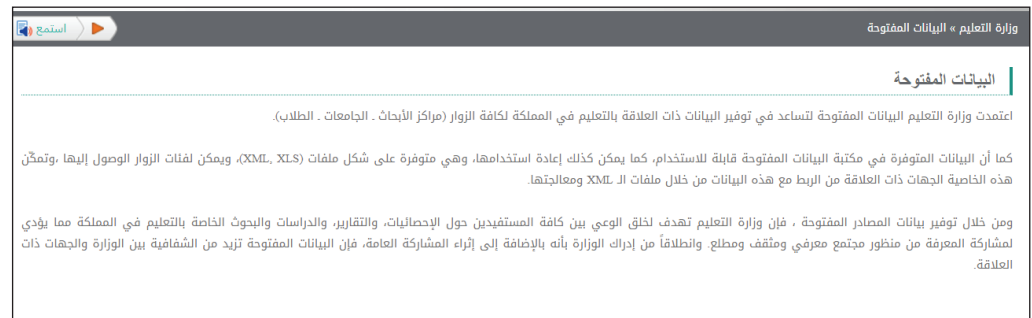 وزارة التعليم » البيانات المفتوحة
استمع
البيانات المفتوحة
اعتمدت وزارة التعليم البيانات المفتوحة لتساعد في توفير البيانات ذات العلاقة بالتعليم في المملكة لكافة الزوار (مراكز الأبحاث ـ الجامعات ـ الطلاب).
كما أن البيانات المتوفرة في مكتبة البيانات المفتوحة قابلة للاستخدام، كما يمكن كذلك إعادة استخدامها، وهي متوفرة على شكل ملفات (XML, XLS)، ويمكن لفئات الزوار الوصول إليها ،وتمكّن
هذه الخاصية الجهات ذات العلاقة من الربط مع هذه البيانات من خلال ملفات الـ XML ومعالجتها.
ومن خلال توفير بيانات المصادر المفتوحة ، فإن وزارة التعليم تهدف لخلق الوعي بين كافة المستفيدين حول الإحصائيات، والتقارير، والدراسات والبحوث الخاصة بالتعليم في المملكة مما يؤدي
لمشاركة المعرفة من منظور مجتمع معرفي ومثقف ومطلع. وانطلاقاً من إدراك الوزارة بأنه بالإضافة إلى إثراء المشاركة العامة، فإن البيانات المفتوحة تزيد من الشفافية بين الوزارة والجهات ذات
العلاقة.